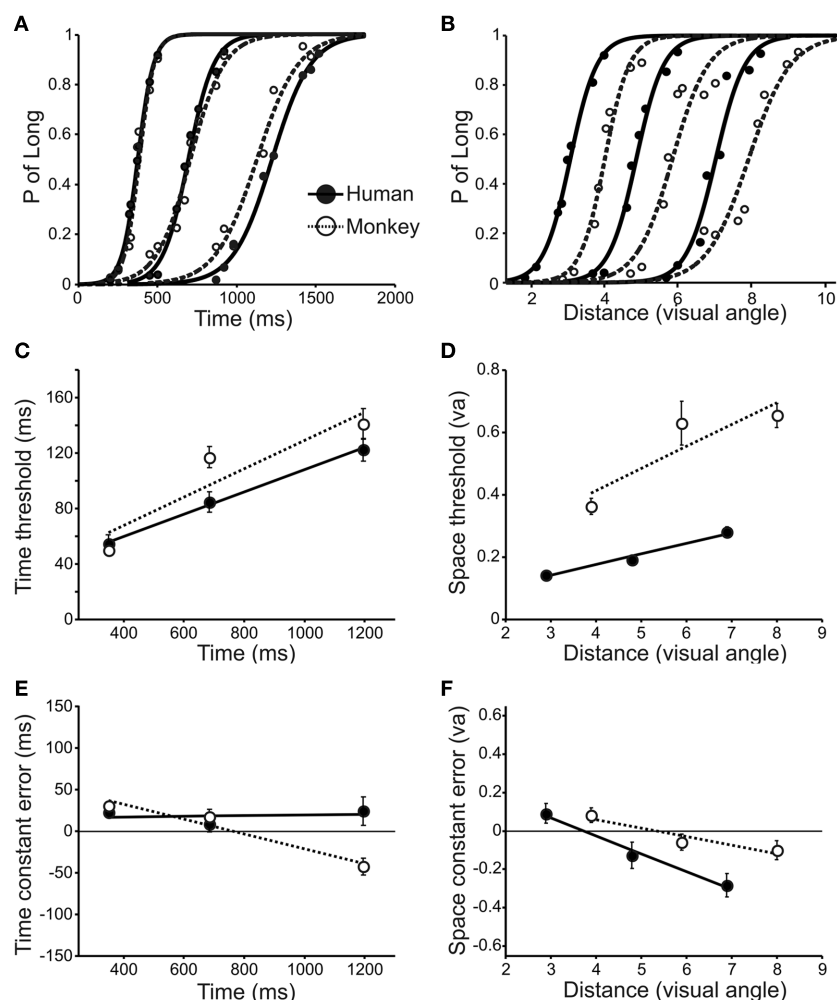 A
P of Long
1
0.8
0.6
0.4
0.2
0
0 500 1000 1500 2000
Time (ms)
Human
Monkey
B
P of Long
1
0.8
0.6
0.4
0.2
0
2 4 6 8 10
Distance (visual angle)
C
Time threshold (ms)
160
120
80
40
0
400 600 800 1000 1200
Time (ms)
D
Space threshold (va)
0.8
0.6
0.4
0.2
0
2 3 4 5 6 7 8 9
Distance (visual angle)
E
Time constant error (ms)
150
100
50
0
-50
-100
-150
400 600 800 1000 1200
Time (ms)
F
Space constant error (va)
0.6
0.4
0.2
0
-0.2
-0.4
-0.6
2 3 4 5 6 7 8 9
Distance (visual angle)